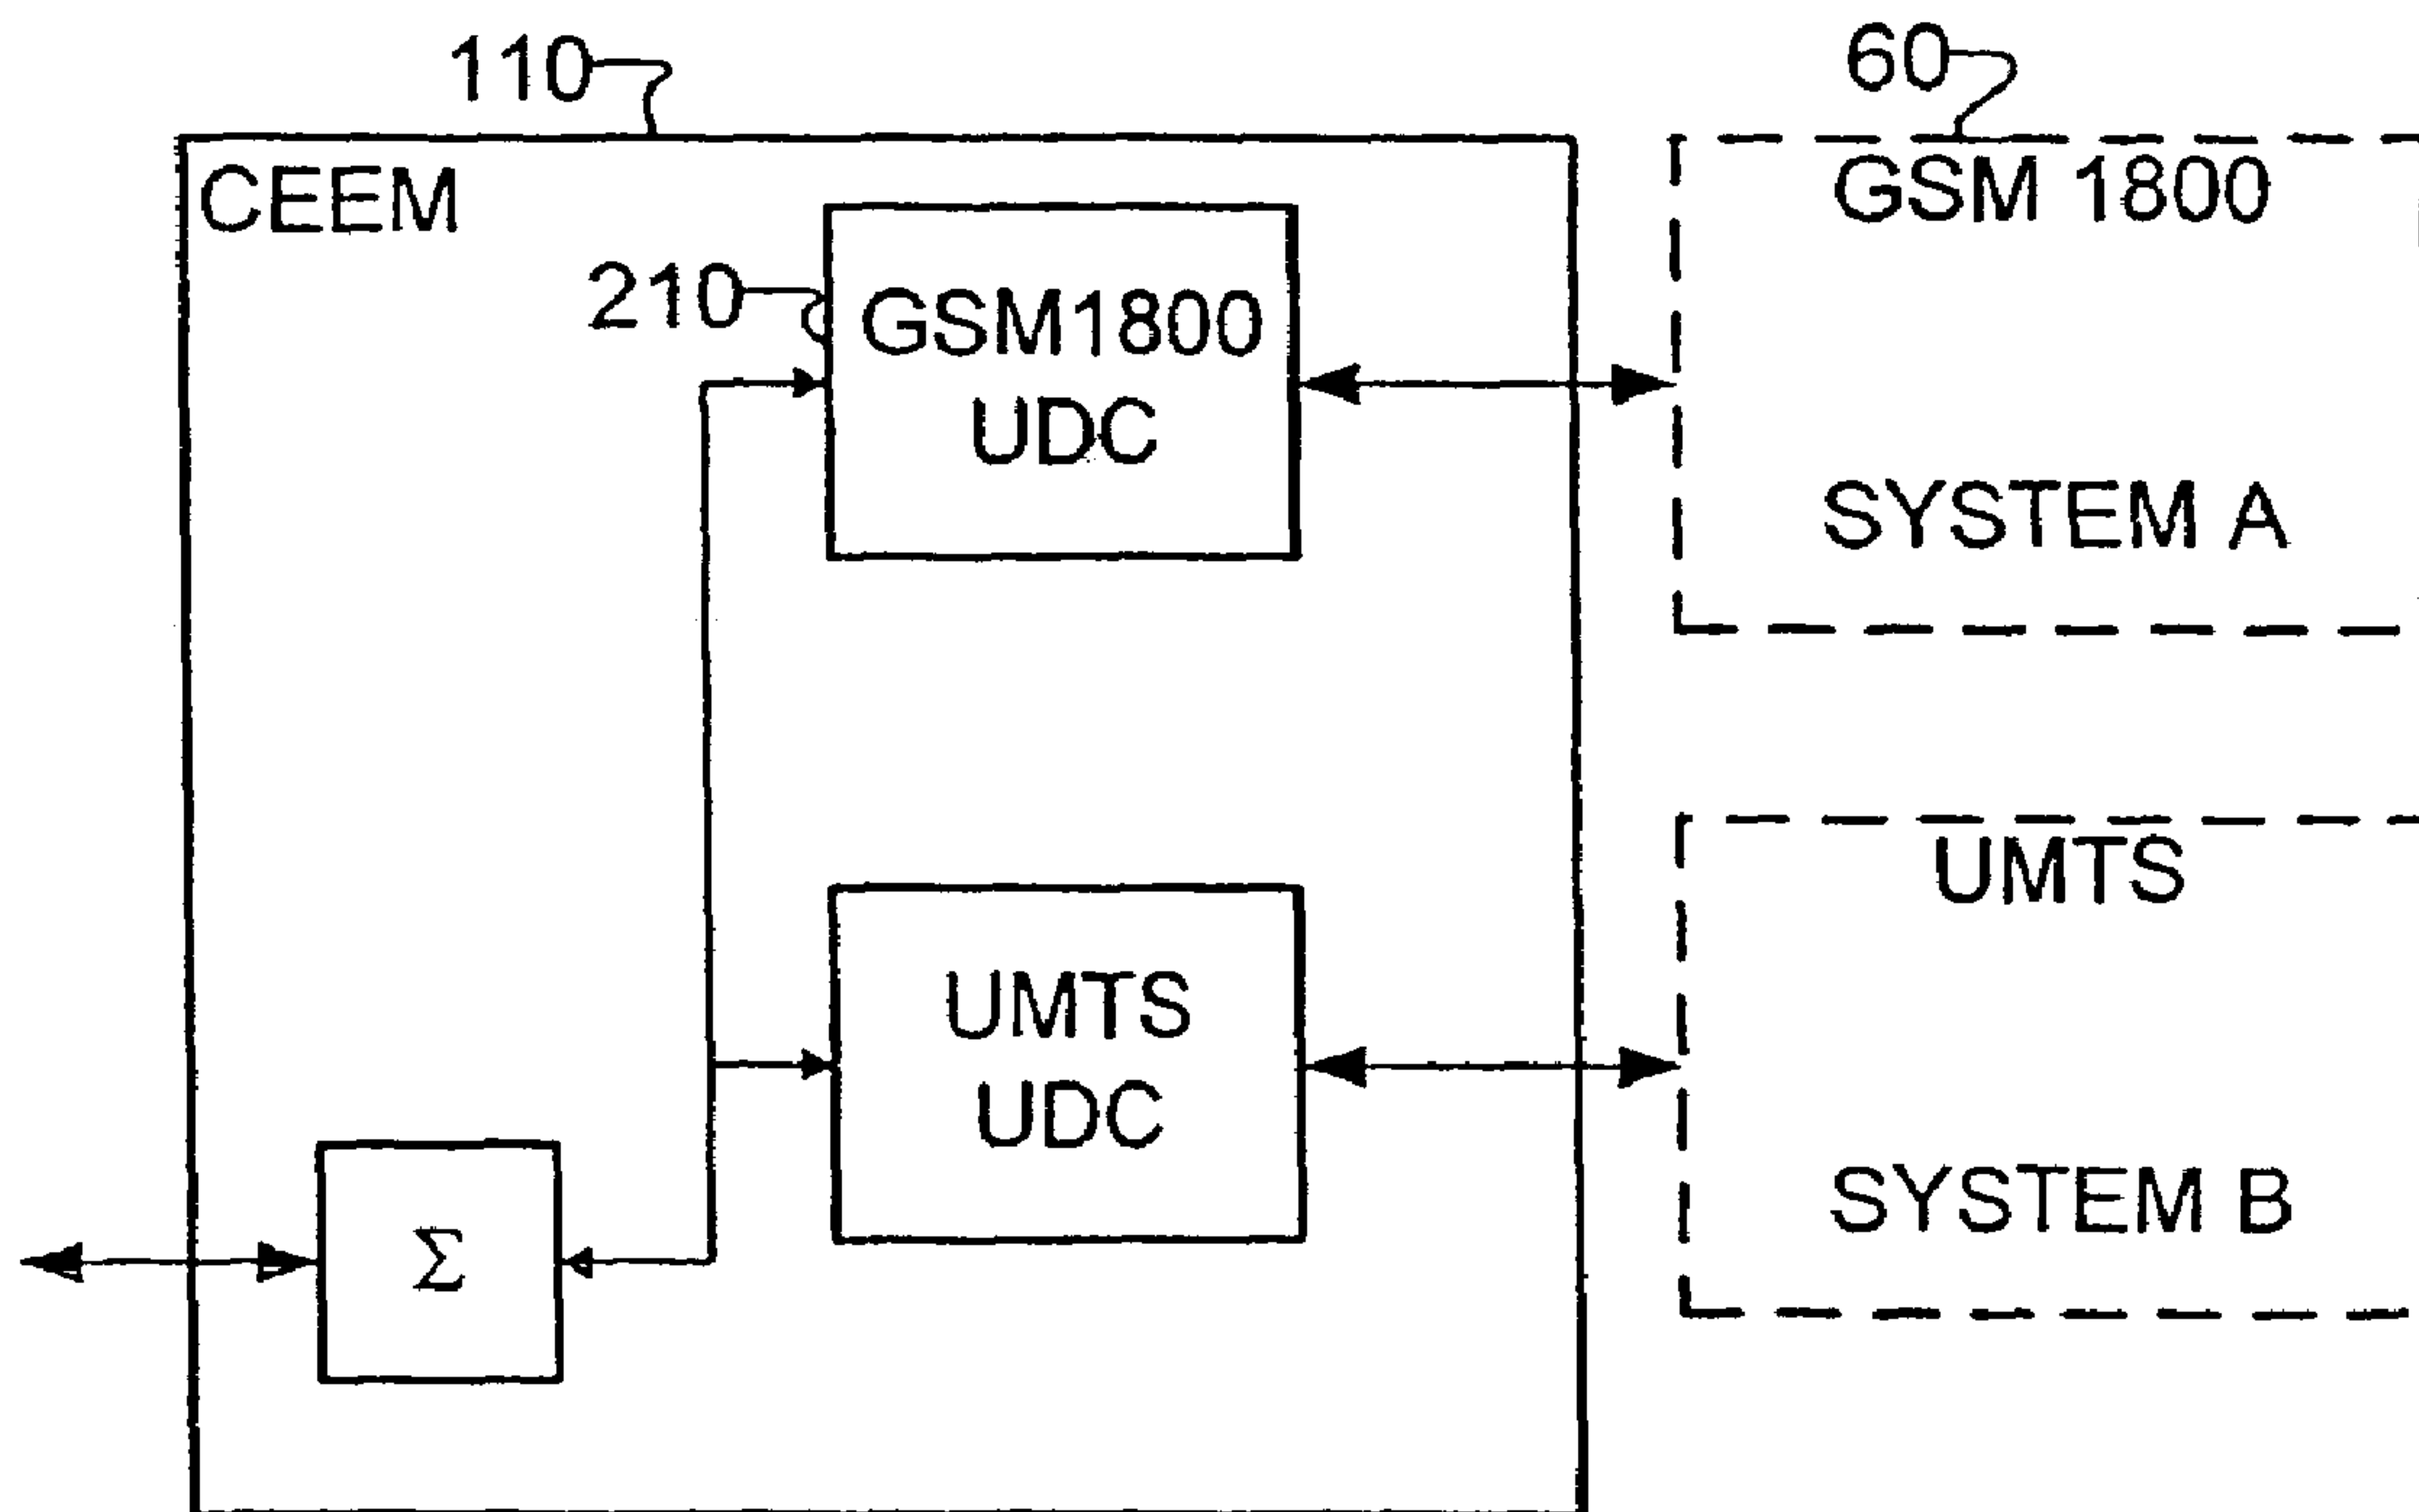 110
60
CEEM
GSM 1800
210
GSM1800
UDC
SYSTEM A
UMTS
UMTS
UDC
SYSTEM B
Σ